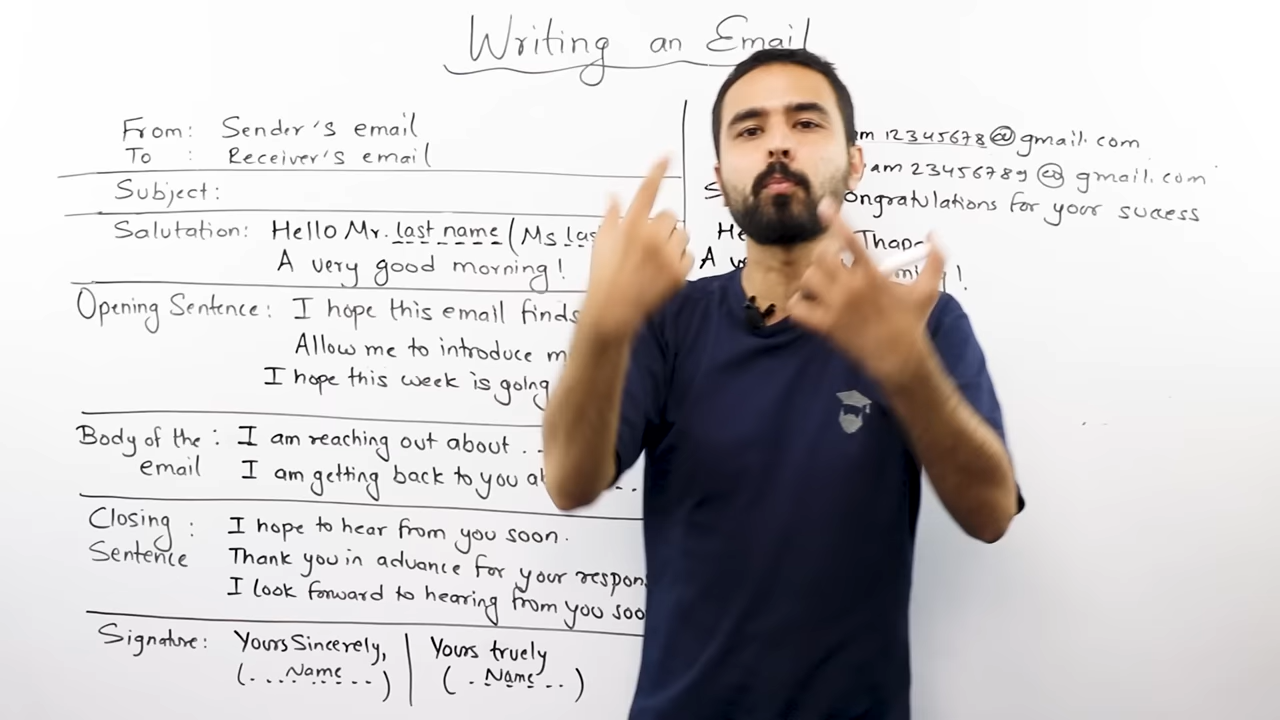 Writing an Email
From: Sender's email
To : Receiver's email
Subject:
Salutation: Hello Mr. last name (Ms
A very good morning!
Opening Sentence: I hope this email finds
Allow me to introduce
I hope this week is going
Body of the : I am reaching out about ..
email I am getting back to you
Closing : I hope to hear from you soon.
Sentence Thank you in advance for your
I look forward to hearing from you
Signature: Yours Sincerely,
(...Name...)
Yours truely
(..Name..)
12345678@gmail.com
am 23456789@gmail.com
for your sucess
Thapa
A